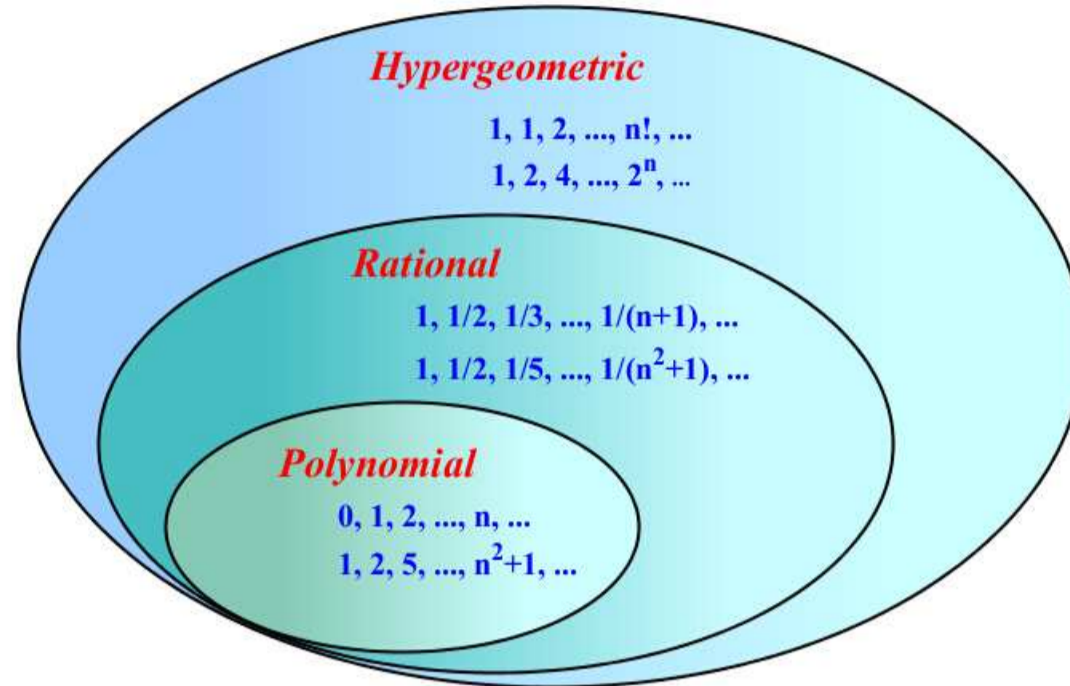 Hypergeometric
1, 1, 2, ..., n!, ...
1, 2, 4, ..., 2^n, ...
Rational
1, 1/2, 1/3, ..., 1/(n+1), ...
1, 1/2, 1/5, ..., 1/(n^2+1), ...
Polynomial
0, 1, 2, ..., n, ...
1, 2, 5, ..., n^2+1, ...